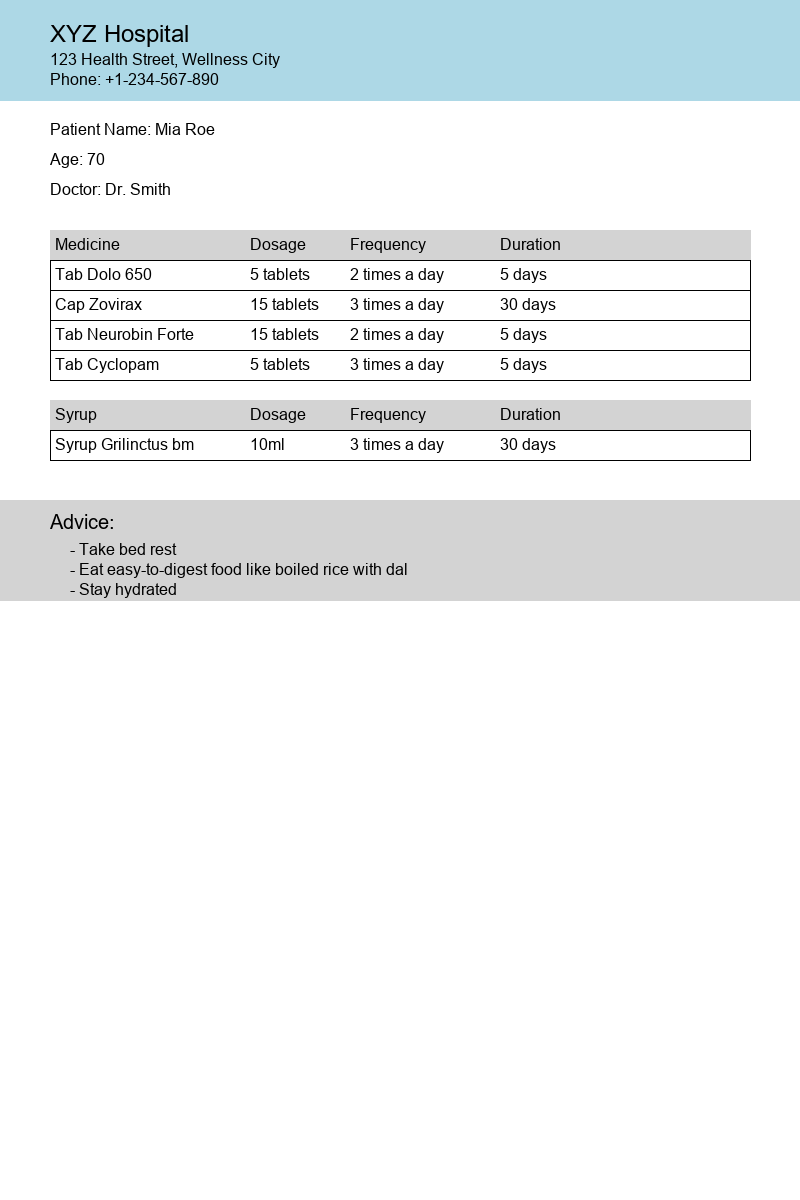 XYZ Hospital
123 Health Street, Wellness City
Phone: +1-234-567-890
Patient Name: Mia Roe
Age: 70
Doctor: Dr. Smith
Medicine Dosage Frequency Duration
Tab Dolo 650 5 tablets 2 times a day 5 days
Cap Zovirax 15 tablets 3 times a day 30 days
Tab Neurobin Forte 15 tablets 2 times a day 5 days
Tab Cyclopam 5 tablets 3 times a day 5 days
Syrup Dosage Frequency Duration
Syrup Grilinctus bm 10ml 3 times a day 30 days
Advice:
- Take bed rest
- Eat easy-to-digest food like boiled rice with dal
- Stay hydrated